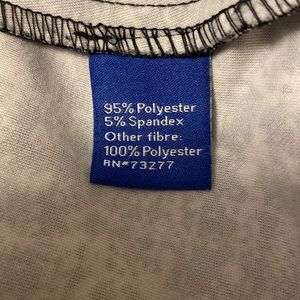 95% Polyester
5% Spandex
Other fibre:
100% Polyester
RN#73277